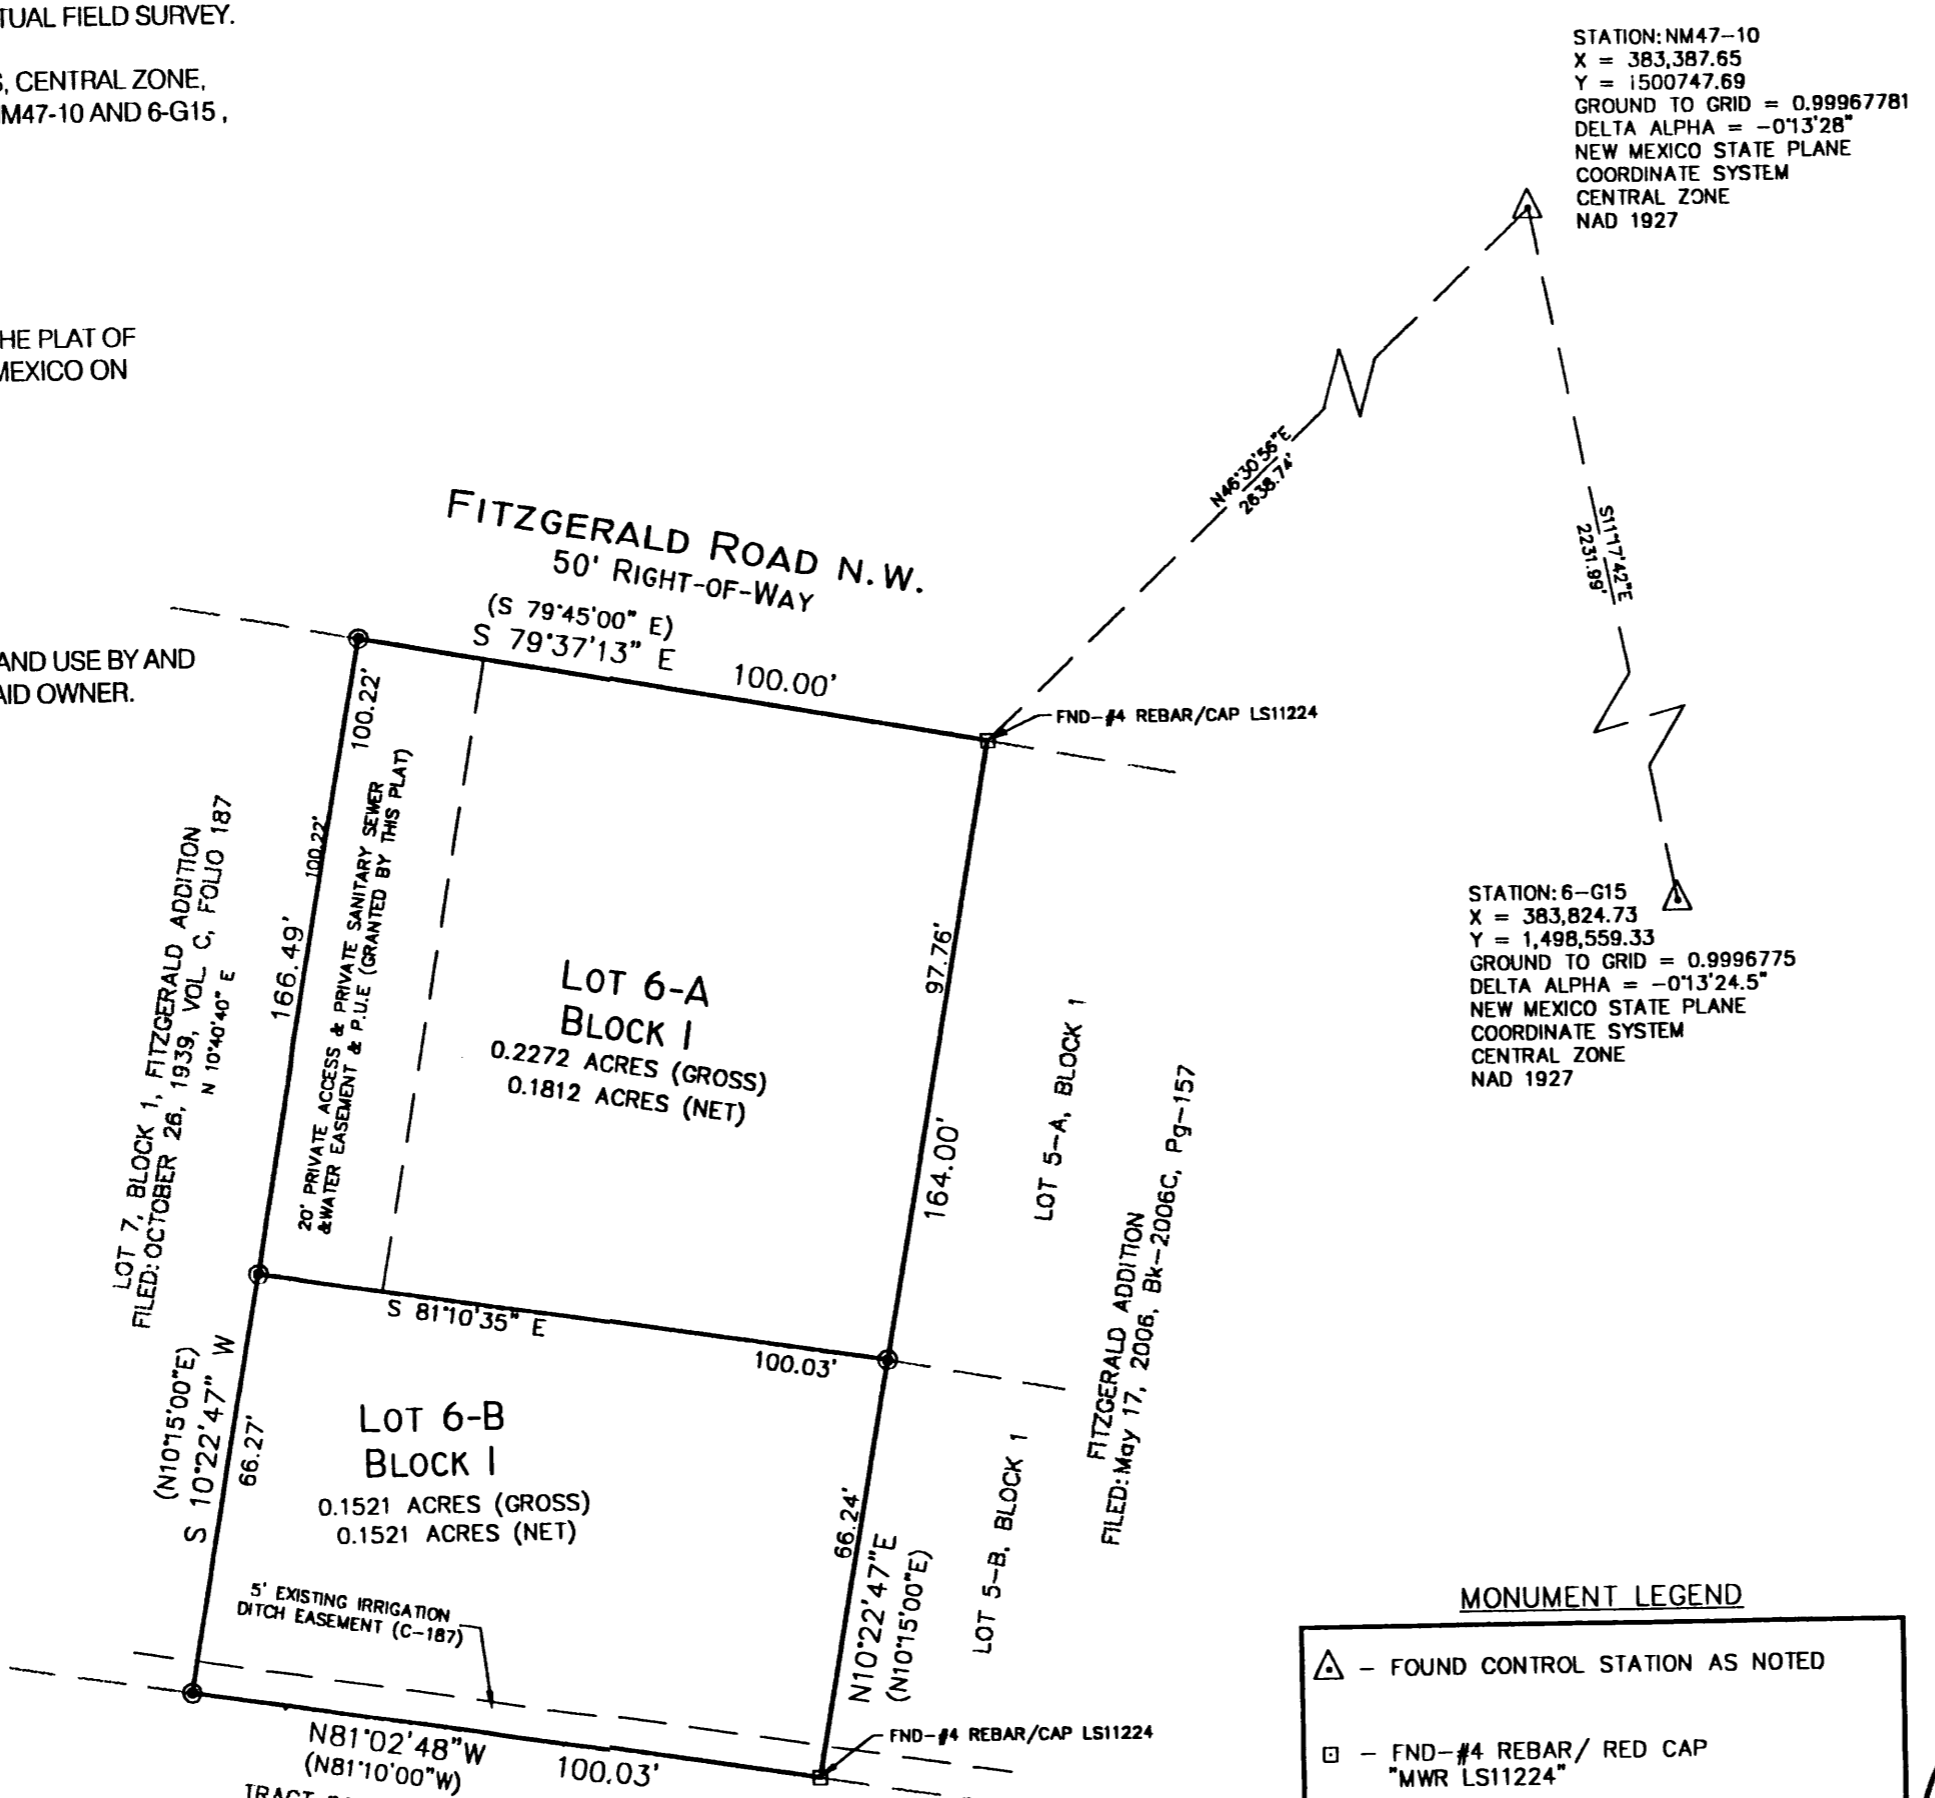 TUAL FIELD SURVEY.
S, CENTRAL ZONE,
M47-10 AND 6-G15 ,
HE PLAT OF
MEXICO ON
AND USE BY AND
AID OWNER.
STATION: NM47-10
X = 383,387.65
Y = 1500747.69
GROUND TO GRID = 0.99967781
DELTA ALPHA = -0°13'28"
NEW MEXICO STATE PLANE
COORDINATE SYSTEM
CENTRAL ZONE
NAD 1927
N46°30'56"E
2638.74'
S11°17'42"E
2231.99'
FITZGERALD ROAD N.W.
50' RIGHT-OF-WAY
(S 79°45'00" E)
S 79°37'13" E 100.00'
FND-#4 REBAR/CAP LS11224
100.22'
100.22'
166.49'
20' PRIVATE ACCESS & PRIVATE SANITARY SEWER
&WATER EASEMENT & P.U.E (GRANTED BY THIS PLAT)
LOT 7, BLOCK 1, FITZGERALD ADDITION
FILED: OCTOBER 26, 1939, VOL. C, FOLIO 187
N 10°40'40" E
LOT 6-A
BLOCK 1
0.2272 ACRES (GROSS)
0.1812 ACRES (NET)
97.76'
164.00'
LOT 5-A, BLOCK 1
FITZGERALD ADDITION
FILED: May 17, 2006, Bk-2006C, Pg-157
STATION: 6-G15
X = 383,824.73
Y = 1,498,559.33
GROUND TO GRID = 0.9996775
DELTA ALPHA = -0°13'24.5"
NEW MEXICO STATE PLANE
COORDINATE SYSTEM
CENTRAL ZONE
NAD 1927
S 81°10'35" E
100.03'
(N10°15'00"E)
S 10°22'47" W
66.27'
LOT 6-B
BLOCK 1
0.1521 ACRES (GROSS)
0.1521 ACRES (NET)
5' EXISTING IRRIGATION
DITCH EASEMENT (C-187)
66.24'
N10°22'47"E
(N10°15'00"E)
LOT 5-B, BLOCK 1
FND-#4 REBAR/CAP LS11224
N81°02'48"W 100.03'
(N81°10'00"W)
TRACT
MONUMENT LEGEND
- FOUND CONTROL STATION AS NOTED
- FND-#4 REBAR/ RED CAP
"MWR LS11224"